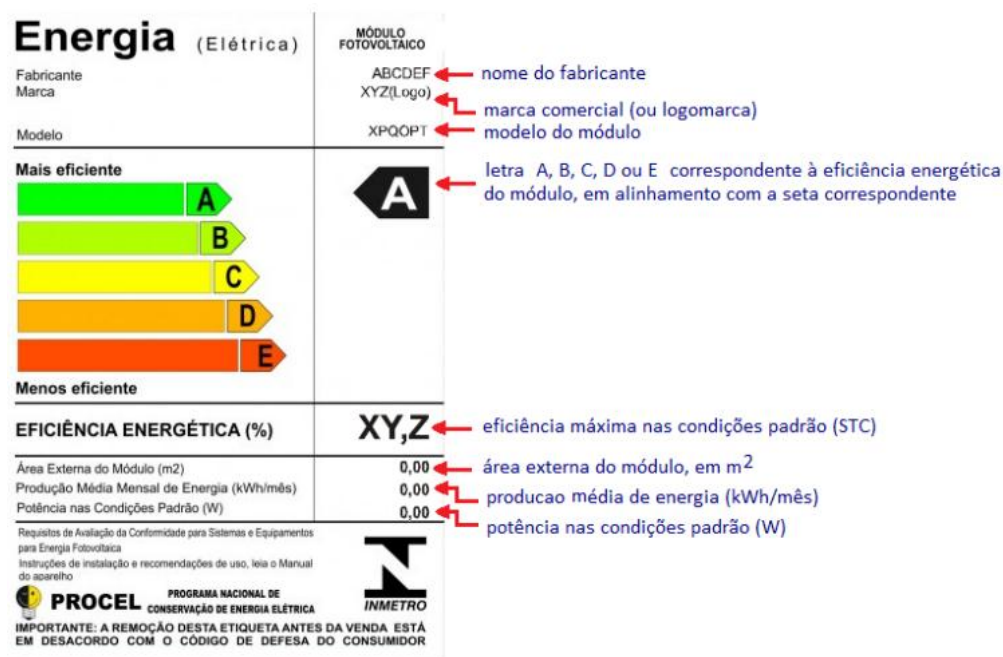 Energia (Elétrica)
MÓDULO
FOTOVOLTAICO
Fabricante
ABCDEF
nome do fabricante
Marca
XYZ(Logo)
marca comercial (ou logomarca)
Modelo
XPQOPT
modelo do módulo
Mais eficiente
A
letra A, B, C, D ou E correspondente à eficiência energética
do módulo, em alinhamento com a seta correspondente
A
B
C
D
E
Menos eficiente
EFICIÊNCIA ENERGÉTICA (%)
XY,Z
eficiência máxima nas condições padrão (STC)
Área Externa do Módulo (m2)
0,00
área externa do módulo, em m2
Produção Média Mensal de Energia (kWh/mês)
0,00
producao média de energia (kWh/mês)
Potência nas Condições Padrão (W)
0,00
potência nas condições padrão (W)
Requisitos de Avaliação da Conformidade para Sistemas e Equipamentos
para Energia Fotovoltaica
Instruções de instalação e recomendações de uso, leia o Manual
do aparelho
PROCEL
PROGRAMA NACIONAL DE
CONSERVAÇÃO DE ENERGIA ELÉTRICA
INMETRO
IMPORTANTE: A REMOÇÃO DESTA ETIQUETA ANTES DA VENDA ESTÁ
EM DESACORDO COM O CÓDIGO DE DEFESA DO CONSUMIDOR